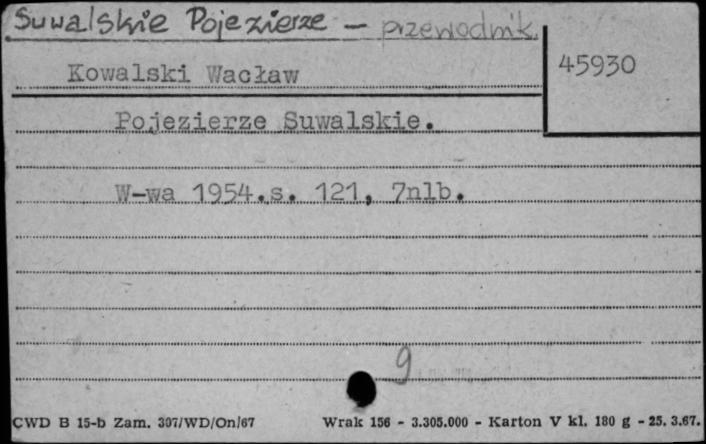 Suwalskie Pojezierze - przewodnik.
45930
Kowalski Wacław
Pojezierze Suwalskie.
W-wa 1954.s. 121, 7nlb.
9
CWD B 15-b Zam. 307/WD/On/67 Wrak 156 - 3.305.000 - Karton V kl. 180 g - 25. 3.67.